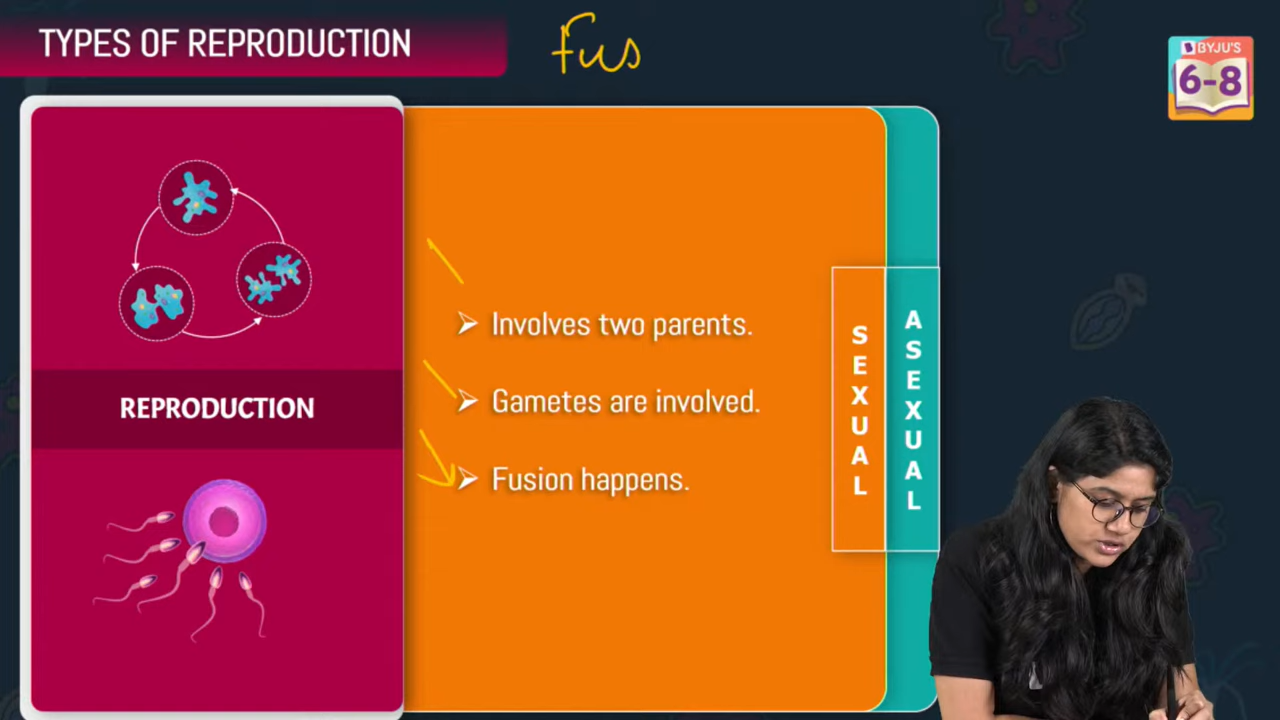 TYPES OF REPRODUCTION
fus
BYJU'S
6-8
REPRODUCTION
Involves two parents.
Gametes are involved.
Fusion happens.
SEXUAL
ASEXUAL